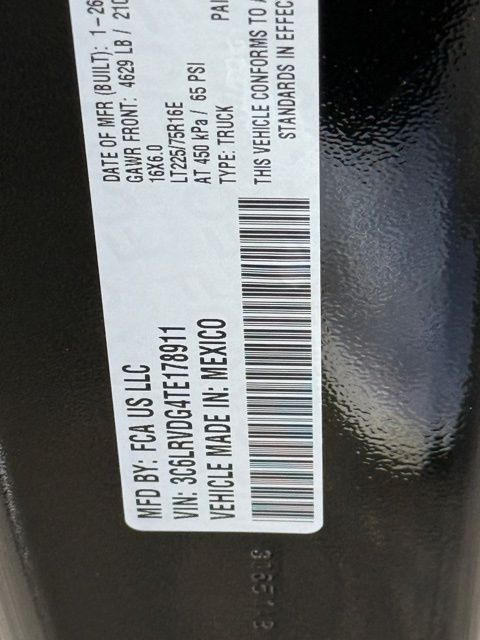 MFD BY: FCA US LLC
DATE OF MFR (BUILT): 1-26
GAWR FRONT: 4629 LB / 210
16X6.0
LT225/75R16E
AT 450 kPa / 65 PSI
VIN: 3C6LRVDG4TE178911
TYPE: TRUCK
PAI
VEHICLE MADE IN: MEXICO
THIS VEHICLE CONFORMS TO A
STANDARDS IN EFFEC